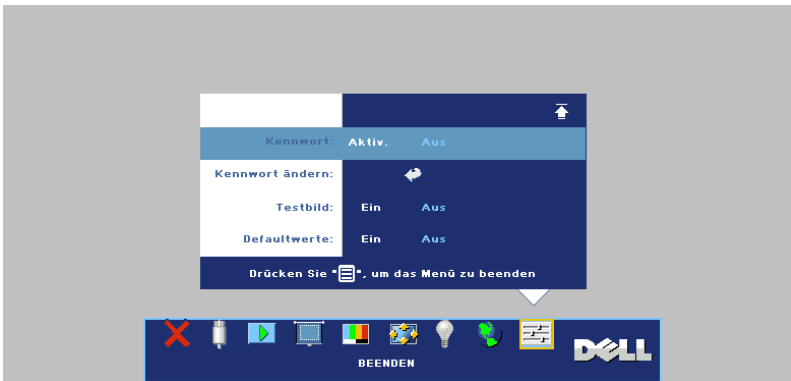 Kennwort: Aktiv. Aus
Kennwort ändern:
Testbild: Ein Aus
Defaultwerte: Ein Aus
Drücken Sie "", um das Menü zu beenden
BEENDEN
DELL